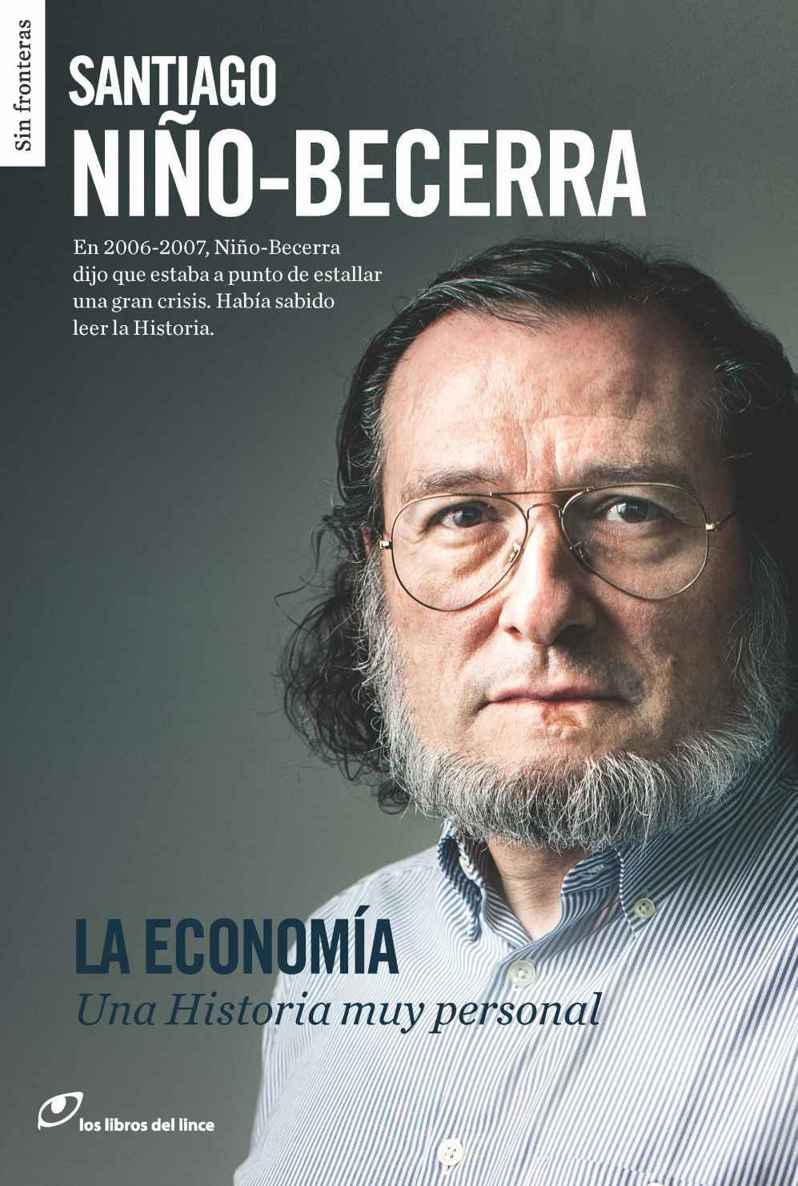 Sin fronteras
SANTIAGO
NIÑO-BECERRA
En 2006-2007, Niño-Becerra
dijo que estaba a punto de estallar
una gran crisis. Había sabido
leer la Historia.
LA ECONOMÍA
Una Historia muy personal
los libros del lince